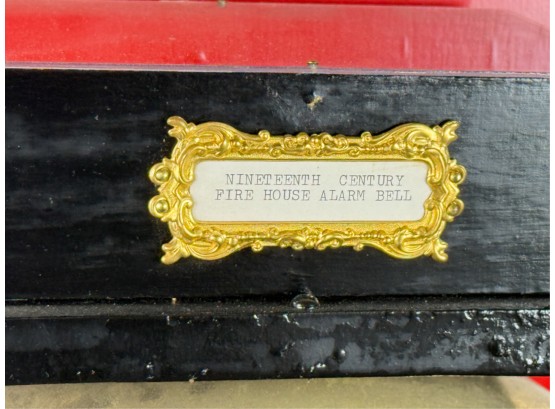 NINETEENTH CENTURY
FIRE HOUSE ALARM BELL